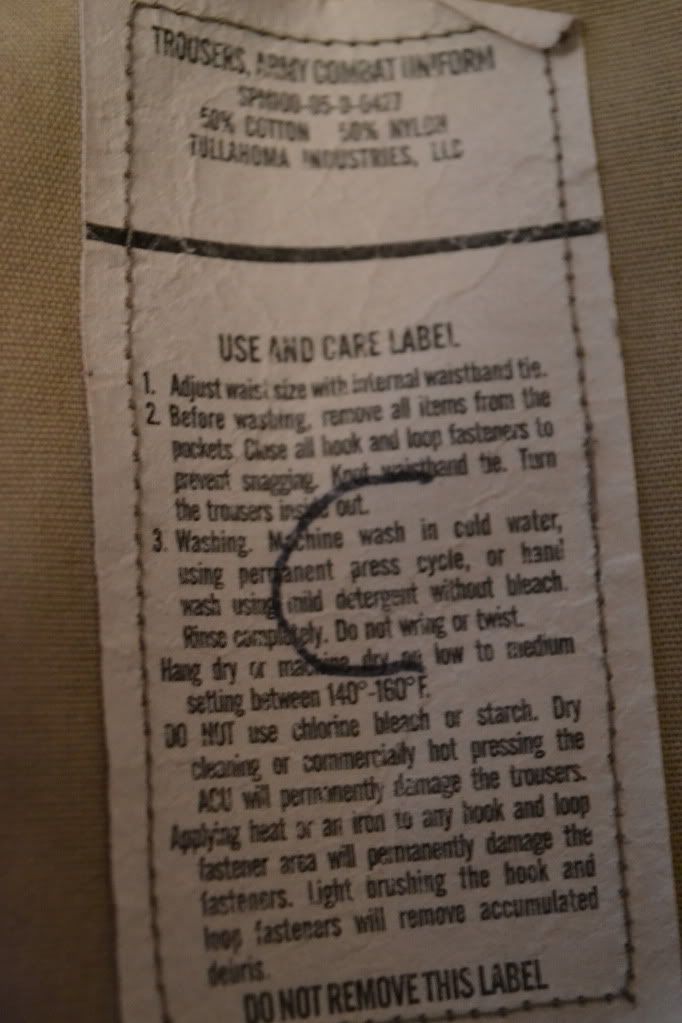 TROUSERS, ARMY COMBAT UNIFORM
SPM100-05-D-0427
50% COTTON 50% NYLON
TULLAHOMA INDUSTRIES, LLC
USE AND CARE LABEL
1. Adjust waist size with internal waistband tie.
2. Before washing, remove all items from the
pockets. Close all hook and loop fasteners to
prevent snagging. Knot waistband tie. Turn
the trousers inside out.
3. Washing. Machine wash in cold water,
using permanent press cycle, or hand
wash using mild detergent without bleach.
Rinse completely. Do not wring or twist.
Hang dry or machine dry on low to medium
setting between 140°-160°F.
DO NOT use chlorine bleach or starch. Dry
cleaning or commercially hot pressing the
ACU will permanently damage the trousers.
Applying heat or an iron to any hook and loop
fastener area will permanently damage the
fasteners. Light brushing the hook and
loop fasteners will remove accumulated
debris.
DO NOT REMOVE THIS LABEL